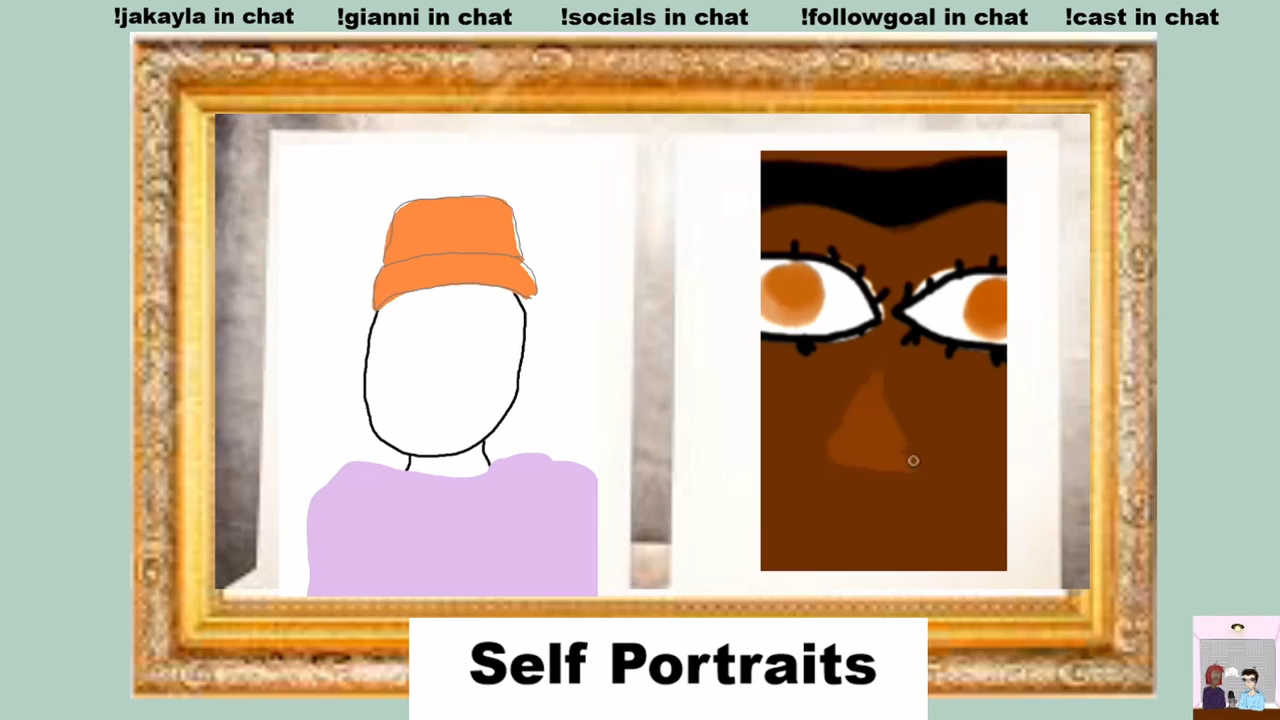 !jakayla in chat !gianni in chat !socials in chat !followgoal in chat !cast in chat
Self Portraits